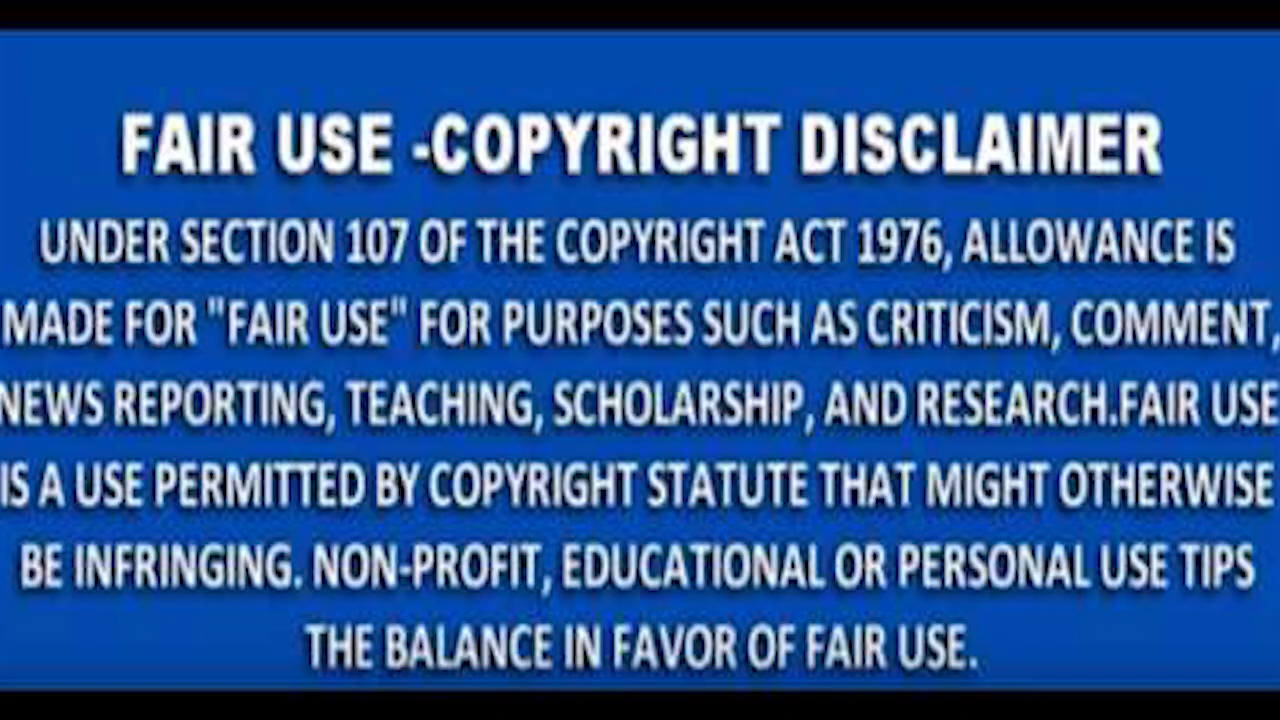 FAIR USE -COPYRIGHT DISCLAIMER
UNDER SECTION 107 OF THE COPYRIGHT ACT 1976, ALLOWANCE IS
MADE FOR "FAIR USE" FOR PURPOSES SUCH AS CRITICISM, COMMENT,
NEWS REPORTING, TEACHING, SCHOLARSHIP, AND RESEARCH.FAIR USE
IS A USE PERMITTED BY COPYRIGHT STATUTE THAT MIGHT OTHERWISE
BE INFRINGING. NON-PROFIT, EDUCATIONAL OR PERSONAL USE TIPS
THE BALANCE IN FAVOR OF FAIR USE.